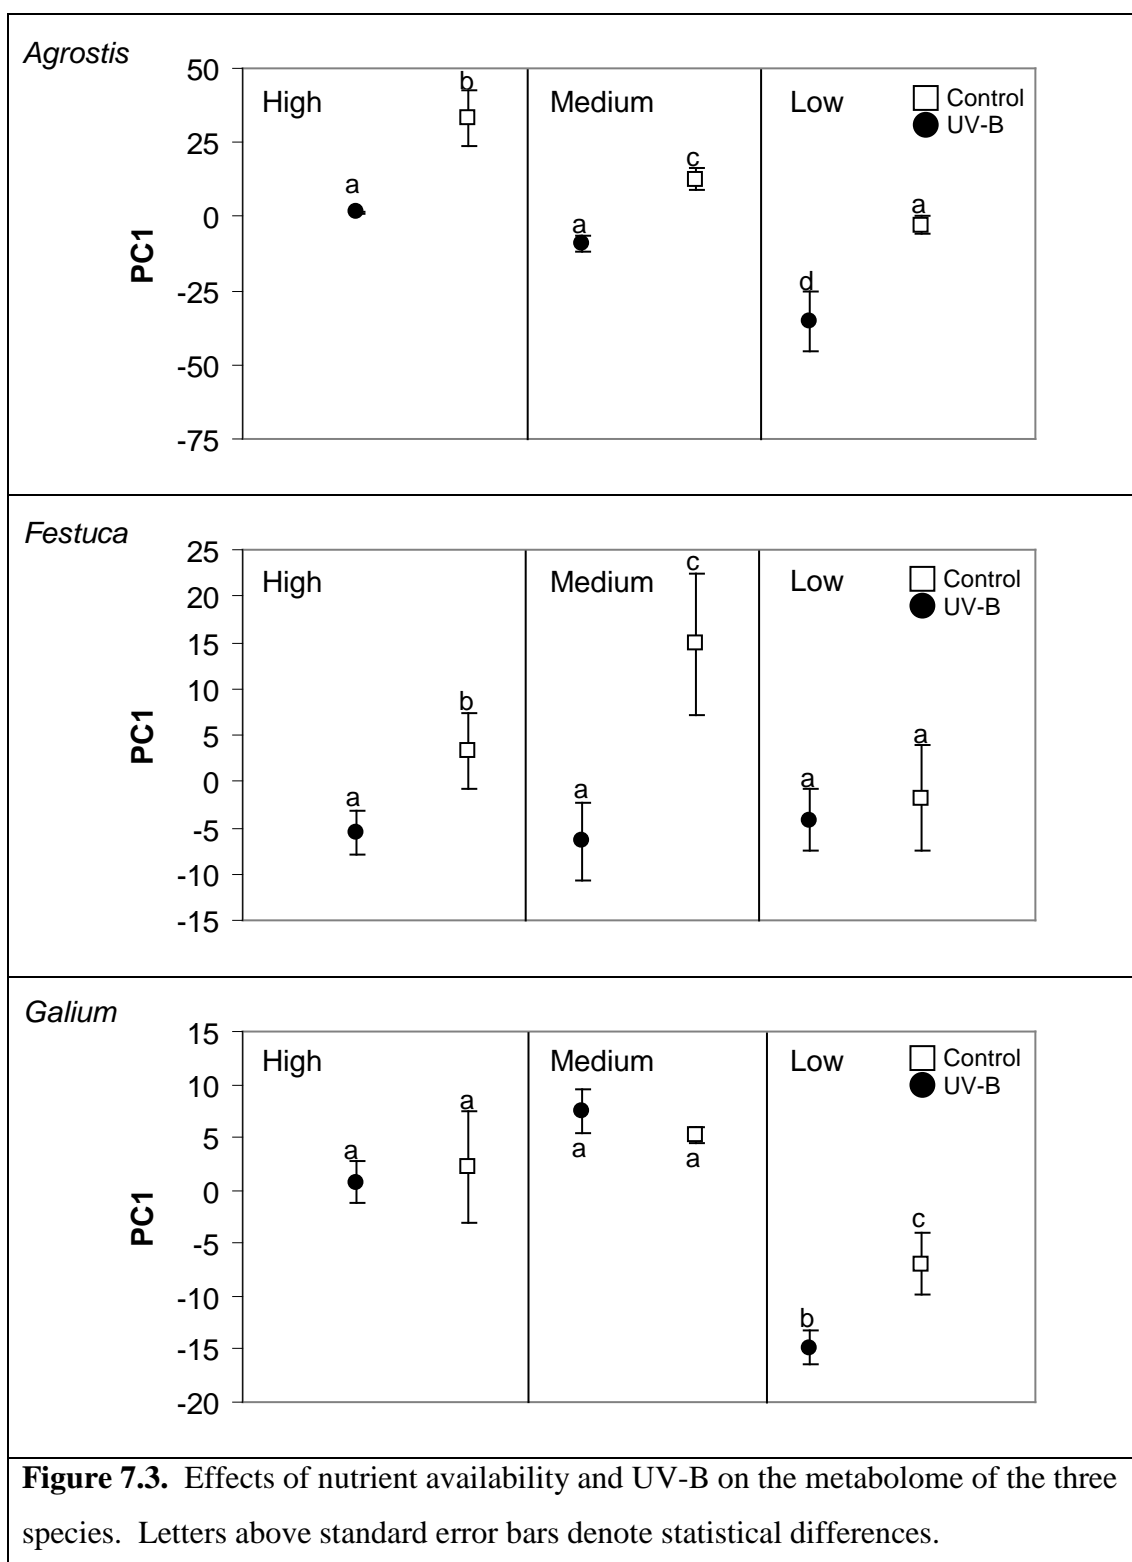 Agrostis
50
25
0
-25
-50
-75
PC1
High
Medium
Low
Control
UV-B
a
b
a
c
d
a
Festuca
25
20
15
10
5
0
-5
-10
-15
PC1
High
Medium
Low
Control
UV-B
a
b
a
c
a
a
Galium
15
10
5
0
-5
-10
-15
-20
PC1
High
Medium
Low
Control
UV-B
a
a
a
a
b
c
Figure 7.3. Effects of nutrient availability and UV-B on the metabolome of the three
species. Letters above standard error bars denote statistical differences.